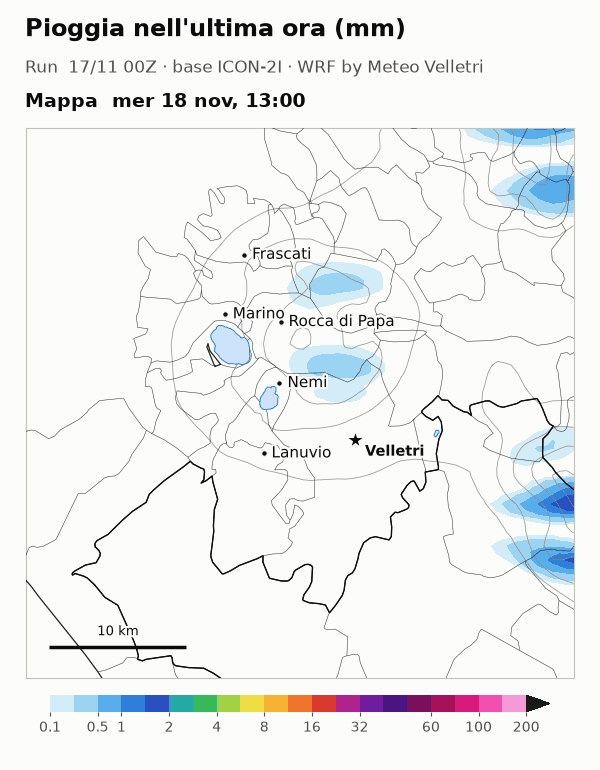 Pioggia nell'ultima ora (mm)
Run  17/11 00Z · base ICON-2I · WRF by Meteo Velletri
Mappa  mer 18 nov, 13:00
Frascati
Marino
Rocca di Papa
Nemi
Lanuvio
Velletri
10 km
0.1 0.5 1 2 4 8 16 32 60 100 200